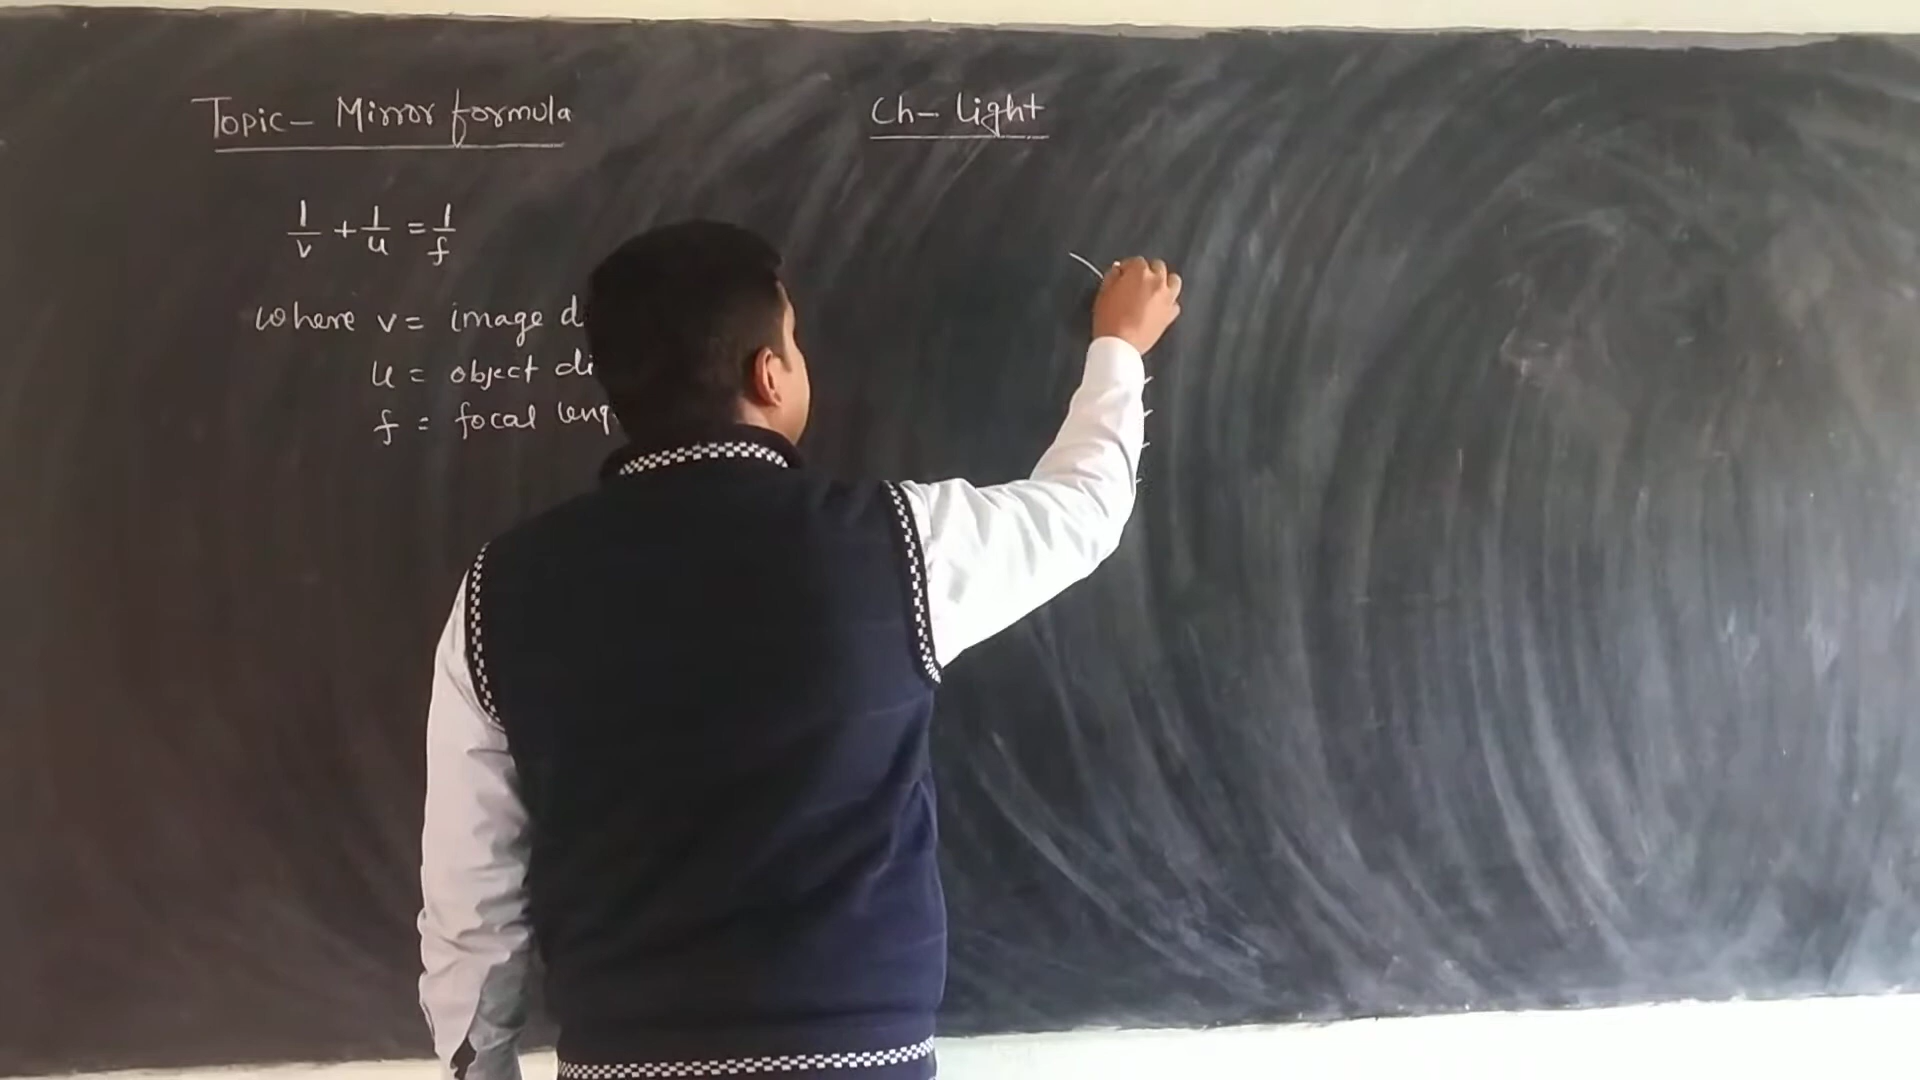 Topic- Mirror formula
Ch- light
1/v + 1/u = 1/f
where v = image
u = object
f = focal